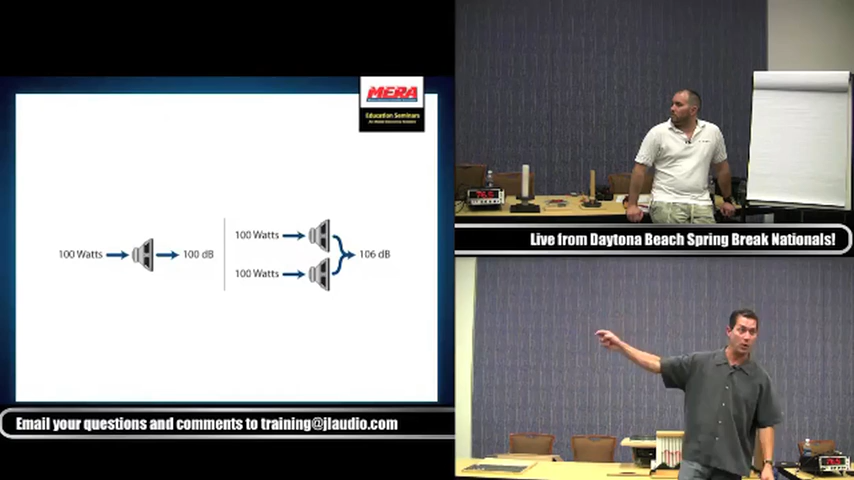 MERA
Education Seminars
100 Watts
100 dB
100 Watts
100 Watts
106 dB
Live from Daytona Beach Spring Break Nationals!
Email your questions and comments to training@jlaudio.com